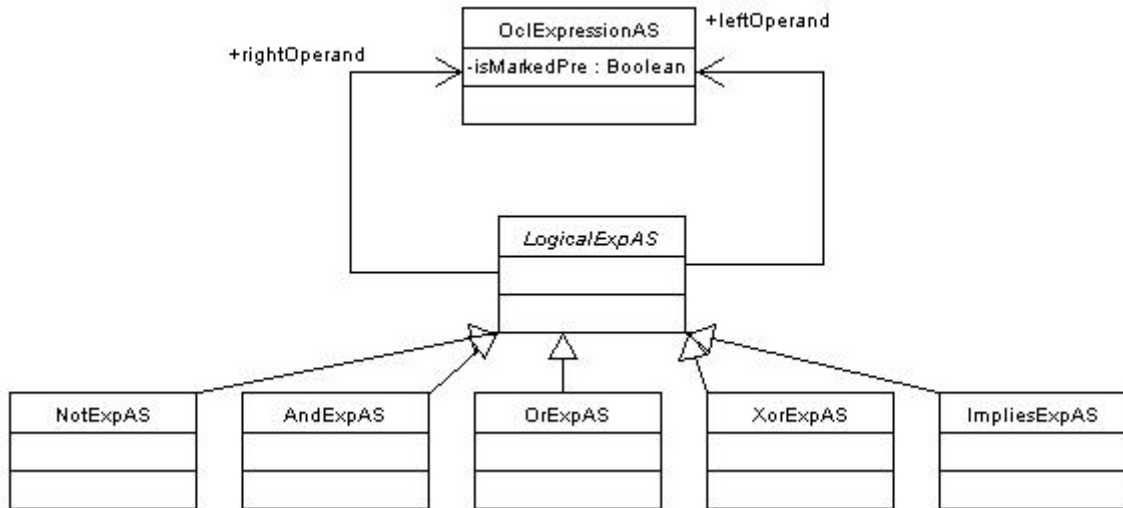 +leftOperand
OclExpressionAS
+rightOperand
-isMarkedPre : Boolean
LogicalExpAS
NotExpAS
AndExpAS
OrExpAS
XorExpAS
ImpliesExpAS